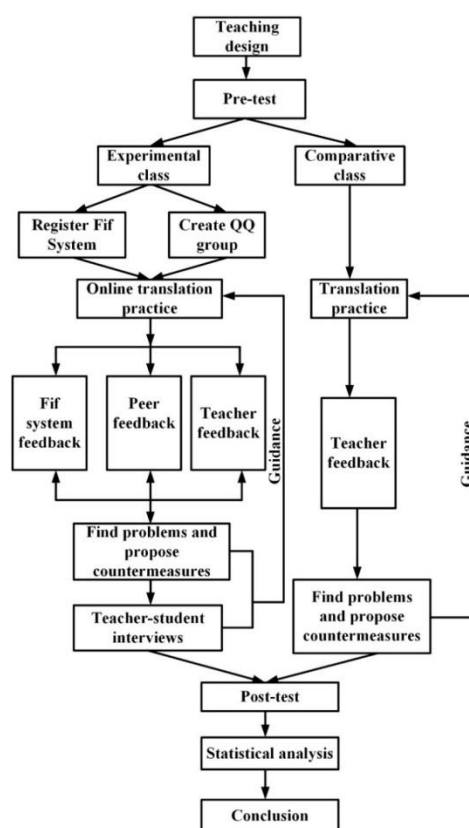 Teaching
design
Pre-test
Experimental
class
Comparative
class
Register Fif
System
Create QQ
group
Online translation
practice
Translation
practice
Fif
system
feedback
Peer
feedback
Teacher
feedback
Guidance
Teacher
feedback
Guidance
Find problems and
propose
countermeasures
Teacher-student
interviews
Find problems
and propose
countermeasures
Post-test
Statistical analysis
Conclusion